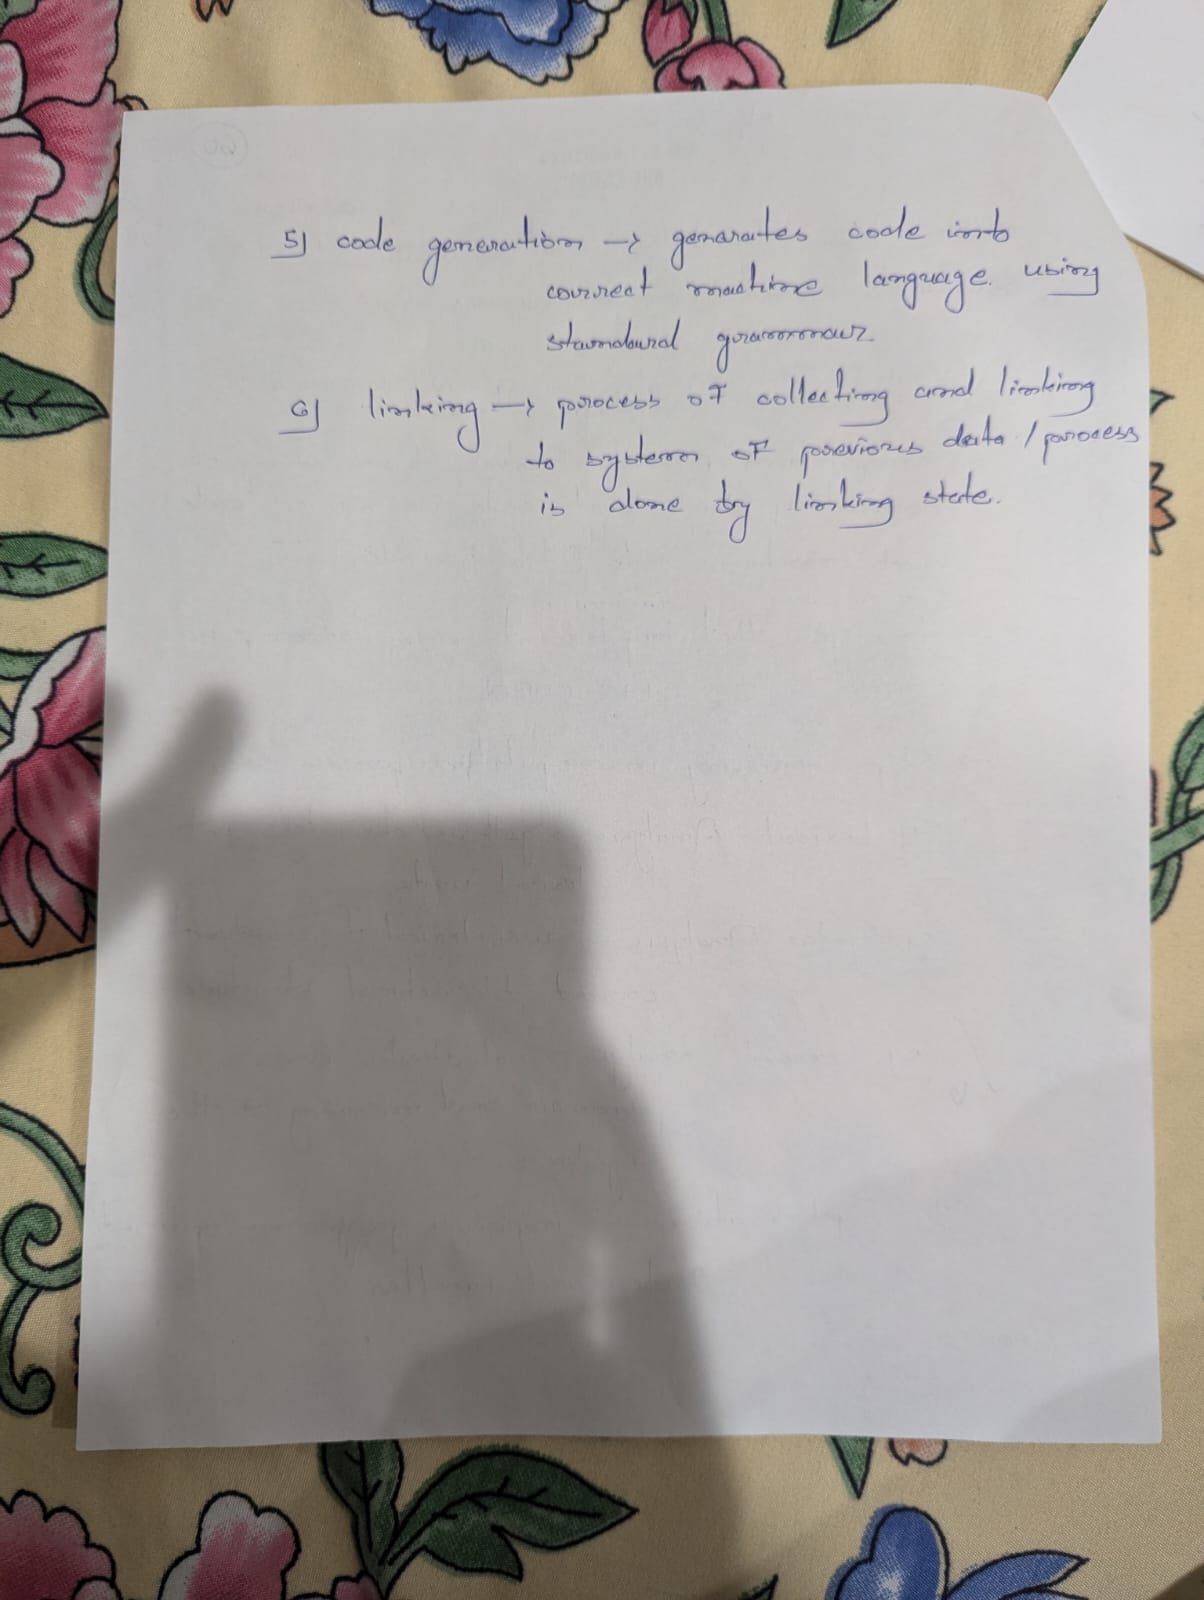 5) code generation → genarates code into
correct machine language. using
standard grammar
6) linking → process of collecting and linking
to system of previous data / process
is done by linking state.